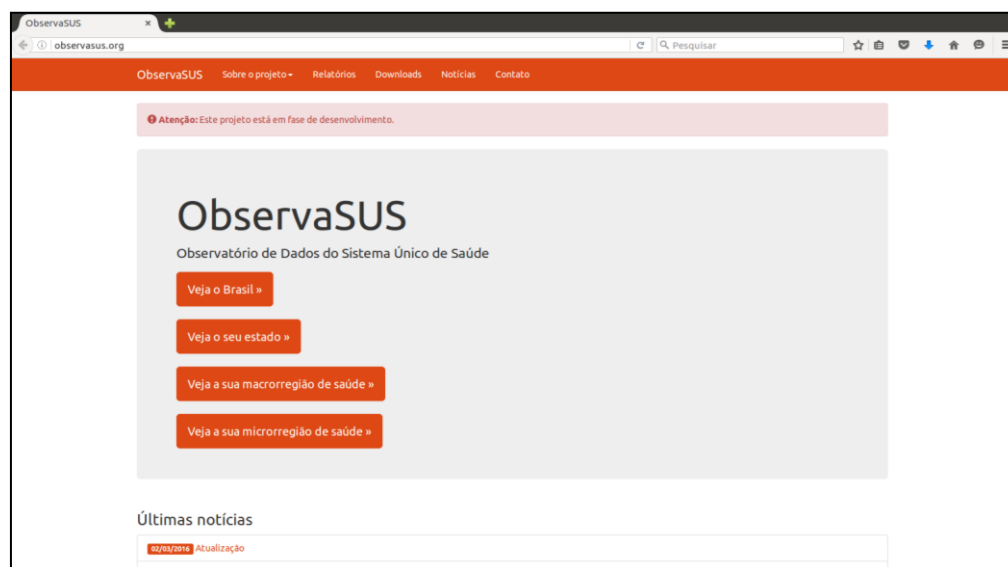 ObservaSUS
observasus.org
Pesquisar
ObservaSUS Sobre o projeto Relatórios Downloads Notícias Contato
Atenção: Este projeto está em fase de desenvolvimento.
ObservaSUS
Observatório de Dados do Sistema Único de Saúde
Veja o Brasil »
Veja o seu estado »
Veja a sua macrorregião de saúde »
Veja a sua microrregião de saúde »
Últimas notícias
02/03/2016 Atualização